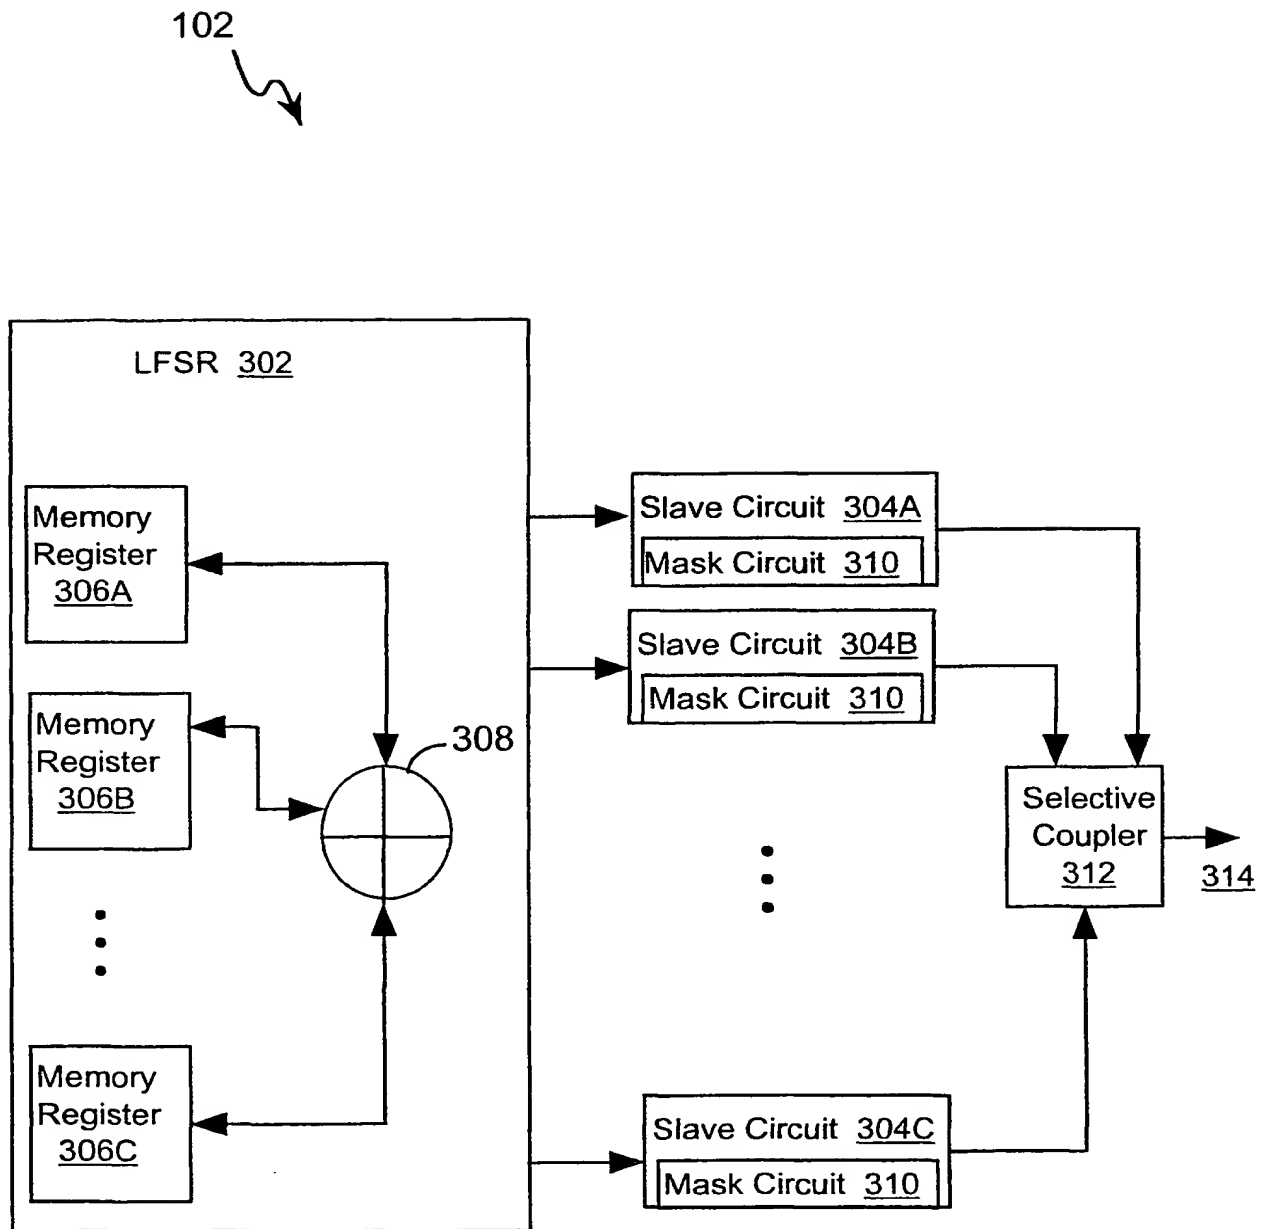 102
LFSR 302
Memory
Register
306A
Memory
Register
306B
308
Memory
Register
306C
Slave Circuit 304A
Mask Circuit 310
Slave Circuit 304B
Mask Circuit 310
Slave Circuit 304C
Mask Circuit 310
Selective
Coupler
312
314